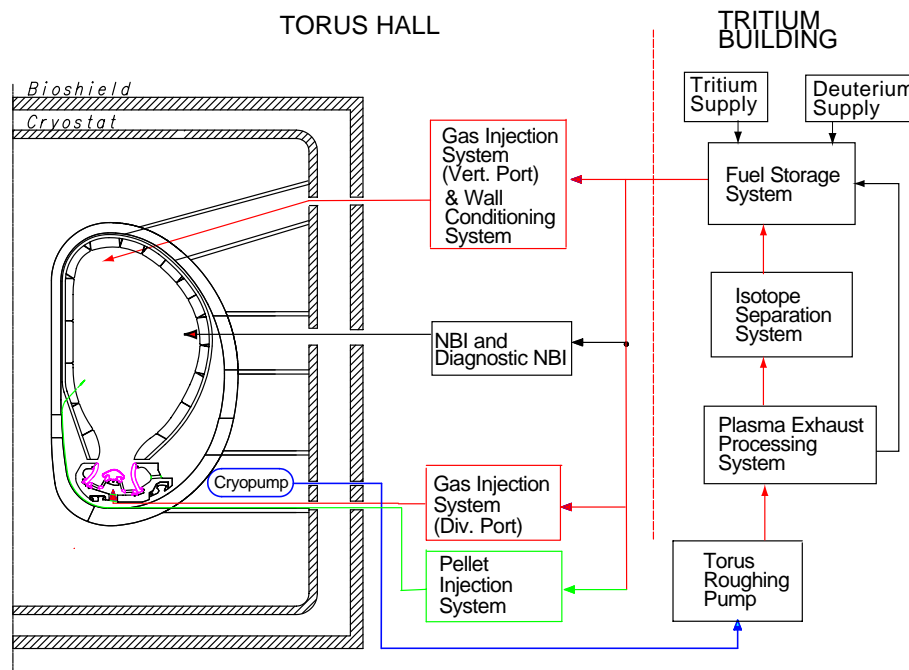 TORUS HALL
TRITIUM
BUILDING
Bioshield
Cryostat
Tritium
Supply
Deuterium
Supply
Gas Injection
System
(Vert. Port)
& Wall
Conditioning
System
Fuel Storage
System
Isotope
Separation
System
NBI and
Diagnostic NBI
Plasma Exhaust
Processing
System
Cryopump
Gas Injection
System
(Div. Port)
Pellet
Injection
System
Torus
Roughing
Pump